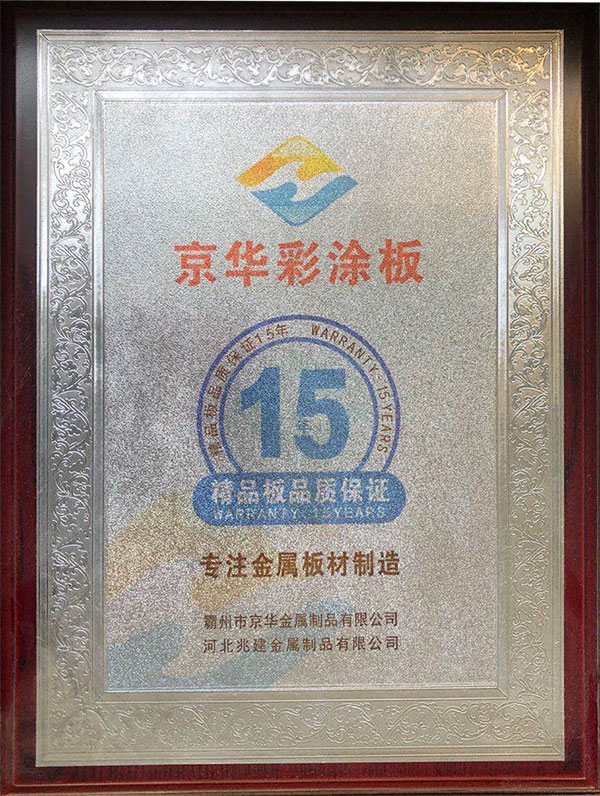 京华彩涂板
精品板品质保证15年 WARRANTY 15YEARS
15
年
精品板品质保证
WARRANTY 15YEARS
专注金属板材制造
霸州市京华金属制品有限公司
河北兆建金属制品有限公司